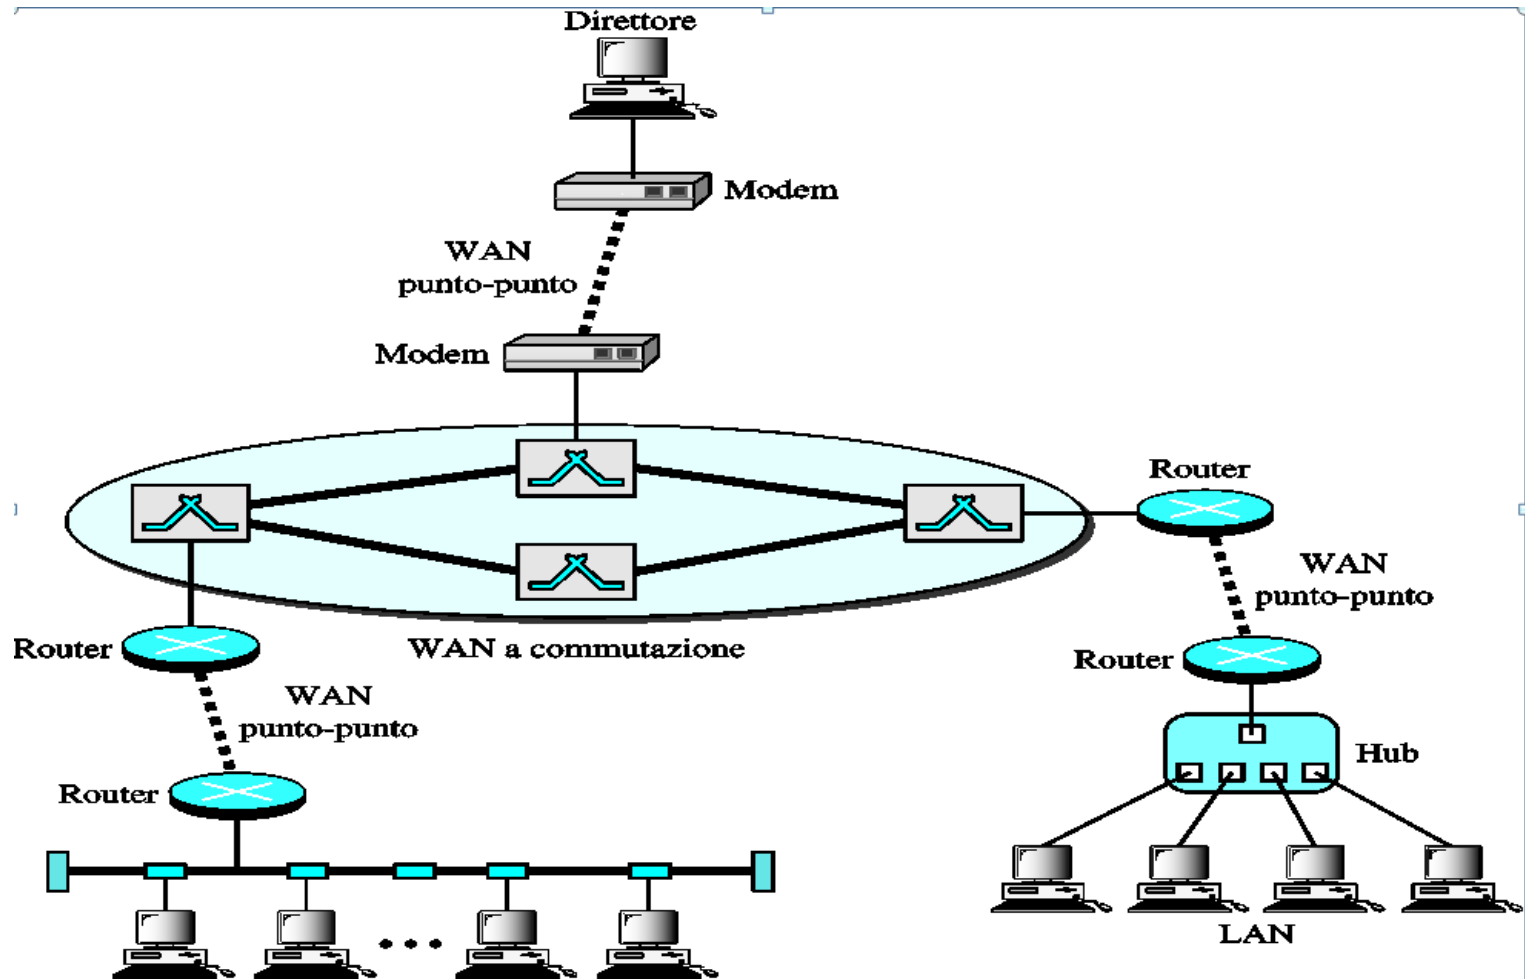 Direttore
Modem
WAN
punto-punto
Modem
Router
WAN
punto-punto
Router
WAN a commutazione
Router
WAN
punto-punto
Hub
Router
LAN